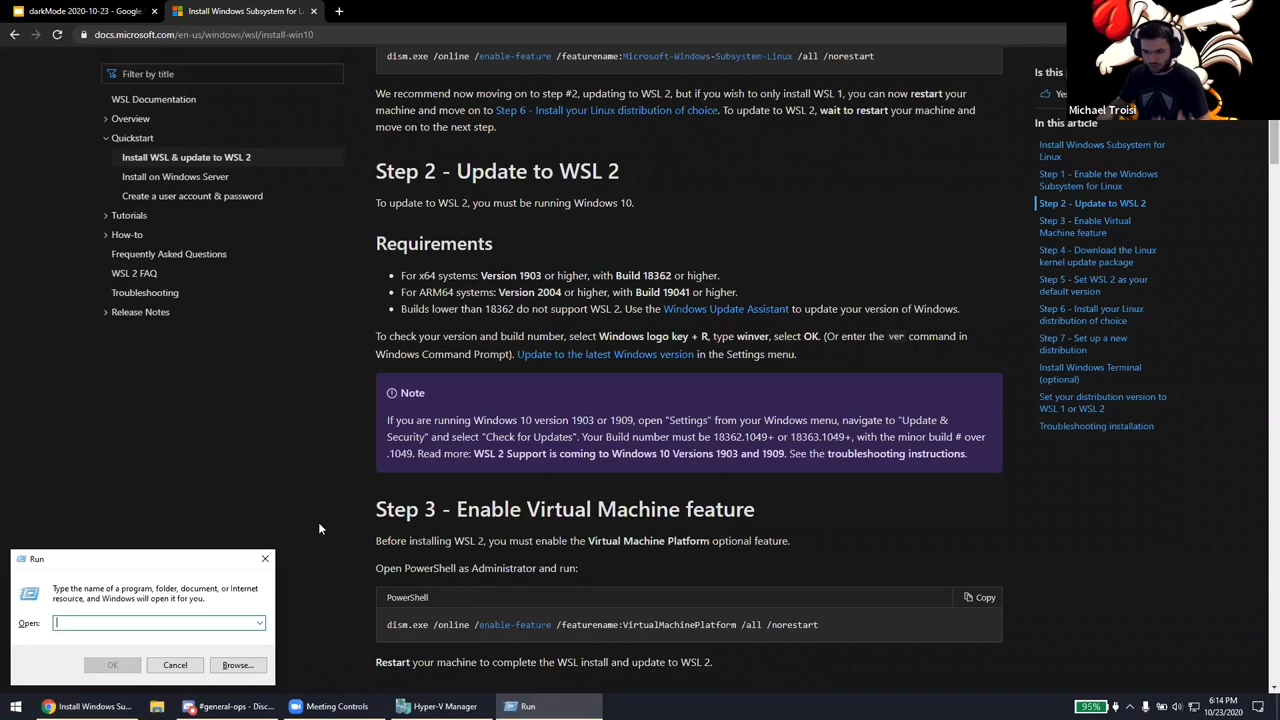 darkMode 2020-10-23 - Google
Install Windows Subsystem for L
docs.microsoft.com/en-us/windows/wsl/install-win10
Filter by title
WSL Documentation
Overview
Quickstart
Install WSL & update to WSL 2
Install on Windows Server
Create a user account & password
Tutorials
How-to
Frequently Asked Questions
WSL 2 FAQ
Troubleshooting
Release Notes
dism.exe /online /enable-feature /featurename:Microsoft-Windows-Subsystem-Linux /all /norestart
We recommend now moving on to step #2, updating to WSL 2, but if you wish to only install WSL 1, you can now restart your
machine and move on to Step 6 - Install your Linux distribution of choice. To update to WSL 2, wait to restart your machine and
move on to the next step.
Step 2 - Update to WSL 2
To update to WSL 2, you must be running Windows 10.
Requirements
• For x64 systems: Version 1903 or higher, with Build 18362 or higher.
• For ARM64 systems: Version 2004 or higher, with Build 19041 or higher.
• Builds lower than 18362 do not support WSL 2. Use the Windows Update Assistant to update your version of Windows.
To check your version and build number, select Windows logo key + R, type winver, select OK. (Or enter the ver command in
Windows Command Prompt). Update to the latest Windows version in the Settings menu.
Note
If you are running Windows 10 version 1903 or 1909, open "Settings" from your Windows menu, navigate to "Update &
Security" and select "Check for Updates". Your Build number must be 18362.1049+ or 18363.1049+, with the minor build # over
.1049. Read more: WSL 2 Support is coming to Windows 10 Versions 1903 and 1909. See the troubleshooting instructions.
Step 3 - Enable Virtual Machine feature
Before installing WSL 2, you must enable the Virtual Machine Platform optional feature.
Open PowerShell as Administrator and run:
PowerShell
Copy
dism.exe /online /enable-feature /featurename:VirtualMachinePlatform /all /norestart
Restart your machine to complete the WSL install and update to WSL 2.
Is this p
Ye
Michael Troisi
In this article
Install Windows Subsystem for
Linux
Step 1 - Enable the Windows
Subsystem for Linux
Step 2 - Update to WSL 2
Step 3 - Enable Virtual
Machine feature
Step 4 - Download the Linux
kernel update package
Step 5 - Set WSL 2 as your
default version
Step 6 - Install your Linux
distribution of choice
Step 7 - Set up a new
distribution
Install Windows Terminal
(optional)
Set your distribution version to
WSL 1 or WSL 2
Troubleshooting installation
Run
Type the name of a program, folder, document, or Internet
resource, and Windows will open it for you.
Open:
OK
Cancel
Browse...
Install Windows Su...
#general-ops - Disc...
Meeting Controls
Hyper-V Manager
Run
95%
6:14 PM
10/23/2020